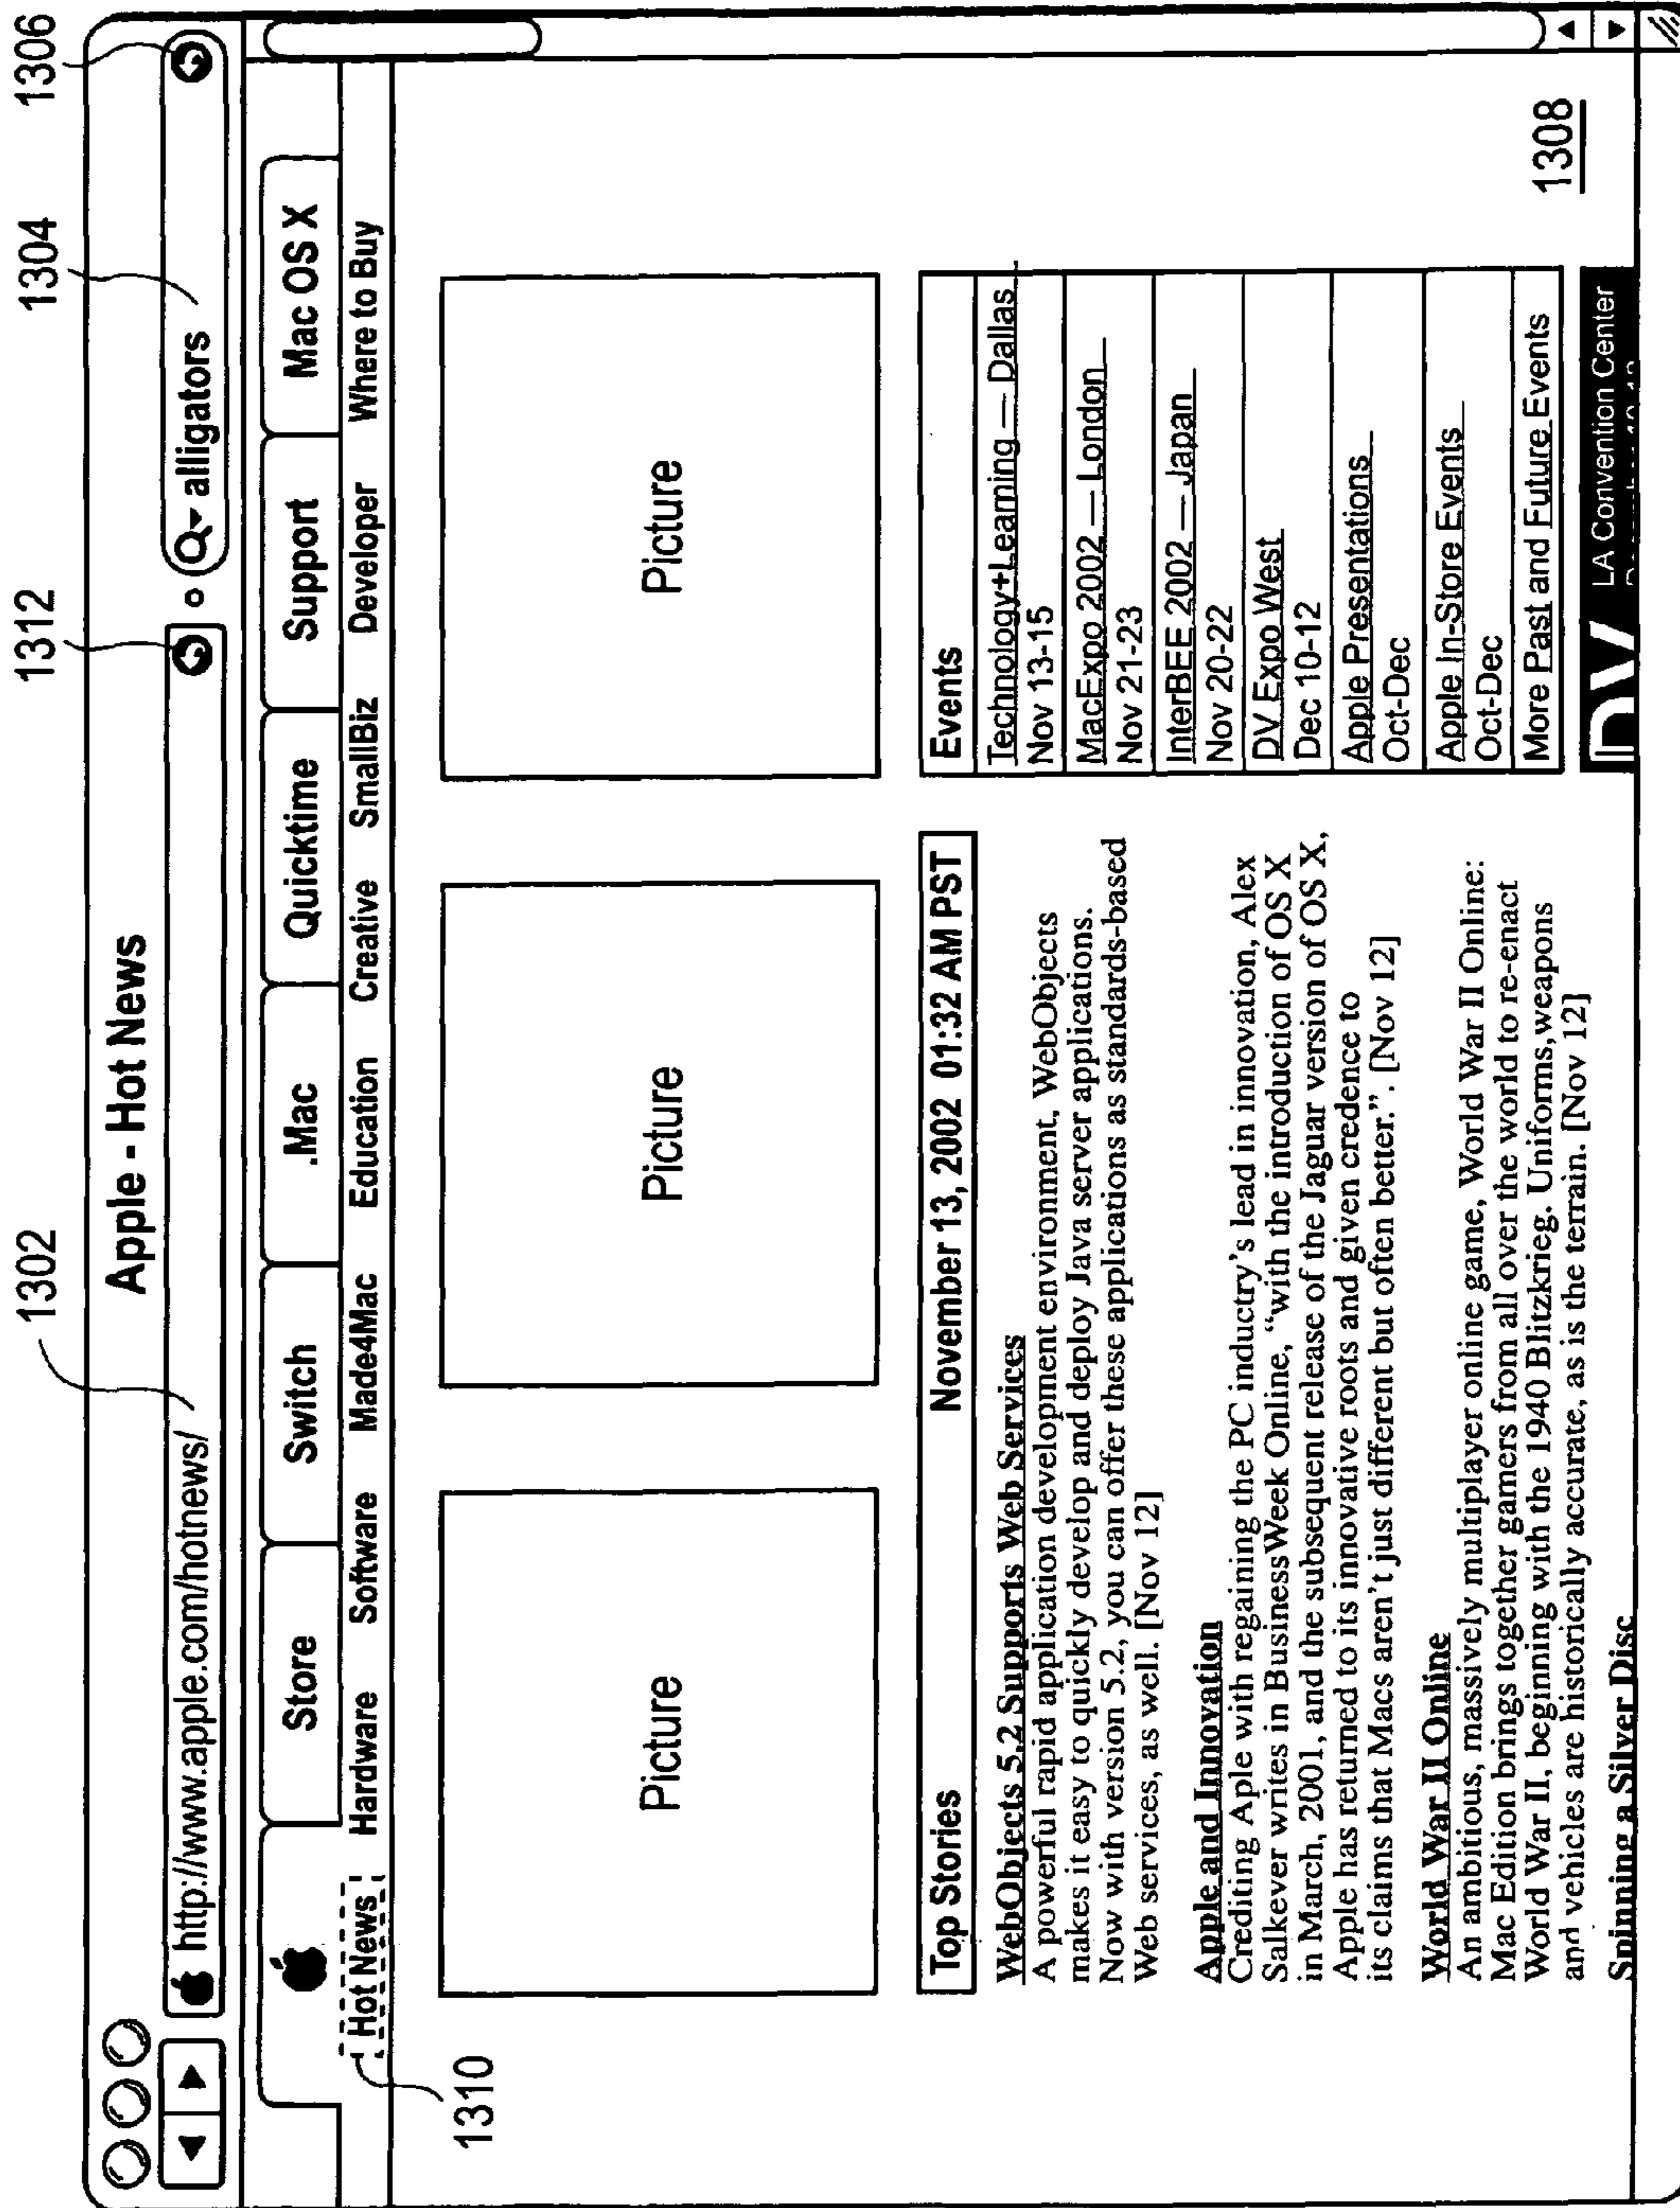 1302
1312
1304
1306
Apple - Hot News
http://www.apple.com/hotnews/
alligators
Store
Switch
.Mac
Quicktime
Support
Mac OS X
Hot News
Hardware
Software
Made4Mac
Education
Creative
SmallBiz
Developer
Where to Buy
1310
Picture
Picture
Picture
Top Stories
November 13, 2002 01:32 AM PST
WebObjects 5.2 Supports Web Services
A powerful rapid application development environment, WebObjects
makes it easy to quickly develop and deploy Java server applications.
Now with version 5.2, you can offer these applications as standards-based
Web services, as well. [Nov 12]
Apple and Innovation
Crediting Aple with regaining the PC inductry's lead in innovation, Alex
Salkever writes in BusinessWeek Online, “with the introduction of OS X
in March, 2001, and the subsequent release of the Jaguar version of OS X,
Apple has returned to its innovative roots and given credence to
its claims that Macs aren't just different but often better.”. [Nov 12]
World War II Online
An ambitious, massively multiplayer online game, World War II Online:
Mac Edition brings together gamers from all over the world to re-enact
World War II, beginning with the 1940 Blitzkrieg. Uniforms,weapons
and vehicles are historically accurate, as is the terrain. [Nov 12]
Spinning a Silver Disc
Events
Technology+Learning — Dallas
Nov 13-15
MacExpo 2002 — London
Nov 21-23
InterBEE 2002 — Japan
Nov 20-22
DV Expo West
Dec 10-12
Apple Presentations
Oct-Dec
Apple In-Store Events
Oct-Dec
More Past and Future Events
DV LA Convention Center
1308